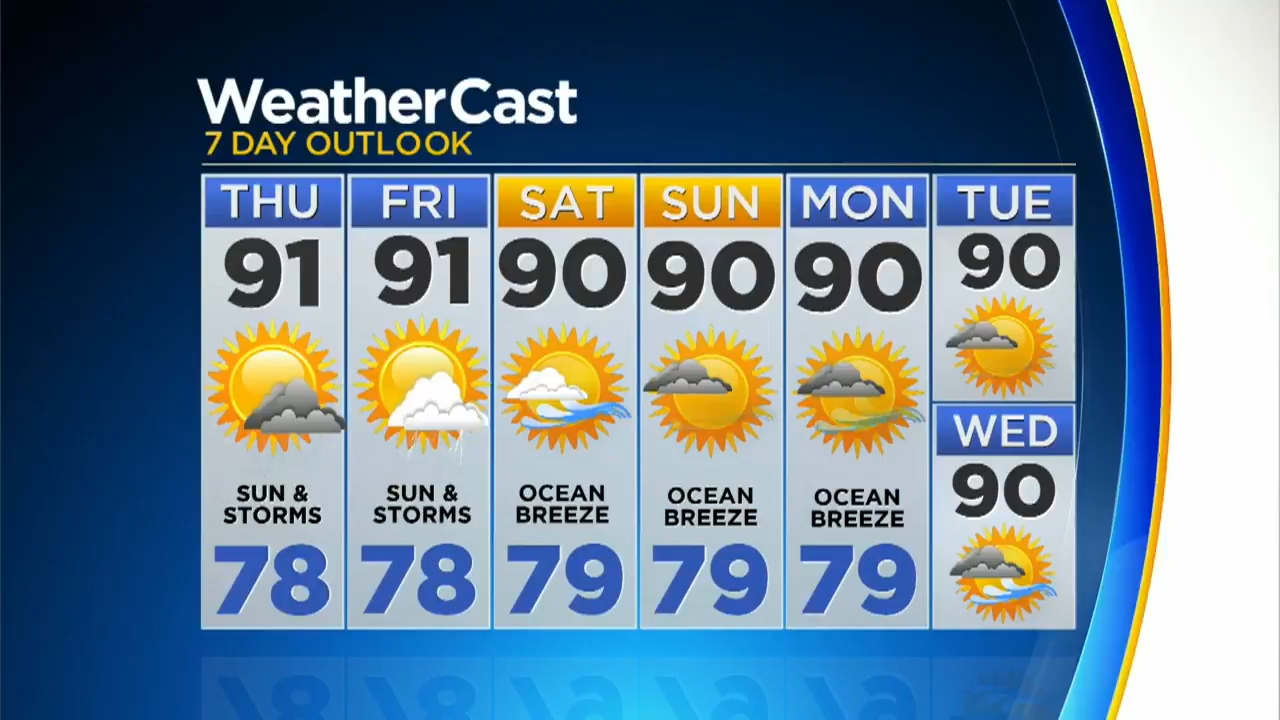 WeatherCast
7 DAY OUTLOOK
THU
91
SUN &
STORMS
78
FRI
91
SUN &
STORMS
78
SAT
90
OCEAN
BREEZE
79
SUN
90
OCEAN
BREEZE
79
MON
90
OCEAN
BREEZE
79
TUE
90
WED
90